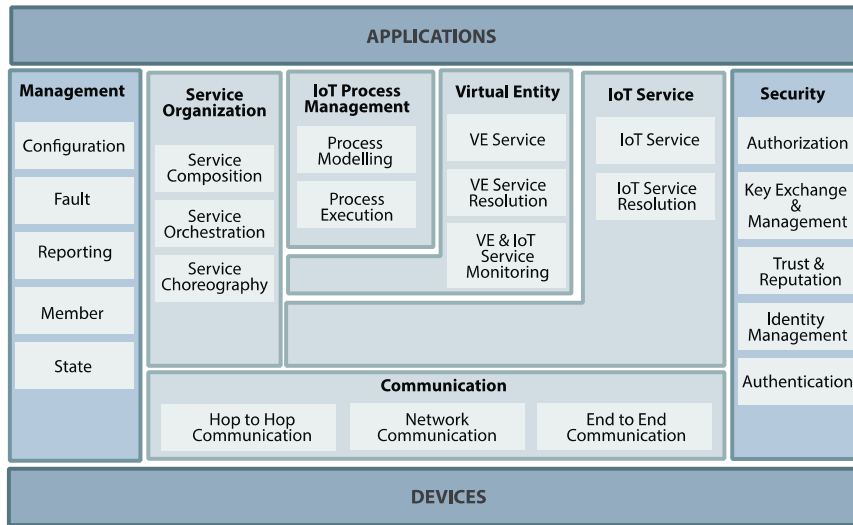 APPLICATIONS
Management
Configuration
Fault
Reporting
Member
State
Service
Organization
Service
Composition
Service
Orchestration
Service
Choreography
IoT Process
Management
Process
Modelling
Process
Execution
Virtual Entity
VE Service
VE Service
Resolution
VE & IoT
Service
Monitoring
IoT Service
IoT Service
IoT Service
Resolution
Security
Authorization
Key Exchange
&
Management
Trust &
Reputation
Identity
Management
Authentication
Communication
Hop to Hop
Communication
Network
Communication
End to End
Communication
DEVICES